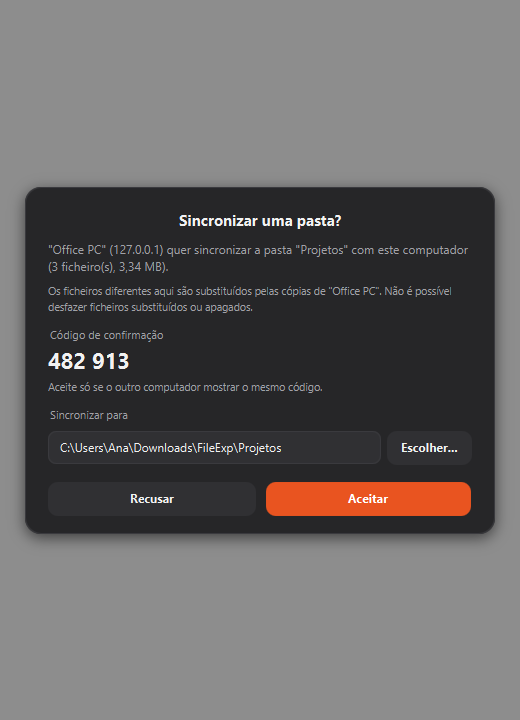 Sincronizar uma pasta?
"Office PC" (127.0.0.1) quer sincronizar a pasta "Projetos" com este computador
(3 ficheiro(s), 3,34 MB).
Os ficheiros diferentes aqui são substituídos pelas cópias de "Office PC". Não é possível
desfazer ficheiros substituídos ou apagados.
Código de confirmação
482 913
Aceite só se o outro computador mostrar o mesmo código.
Sincronizar para
C:\Users\Ana\Downloads\FileExp\Projetos
Escolher...
Recusar
Aceitar